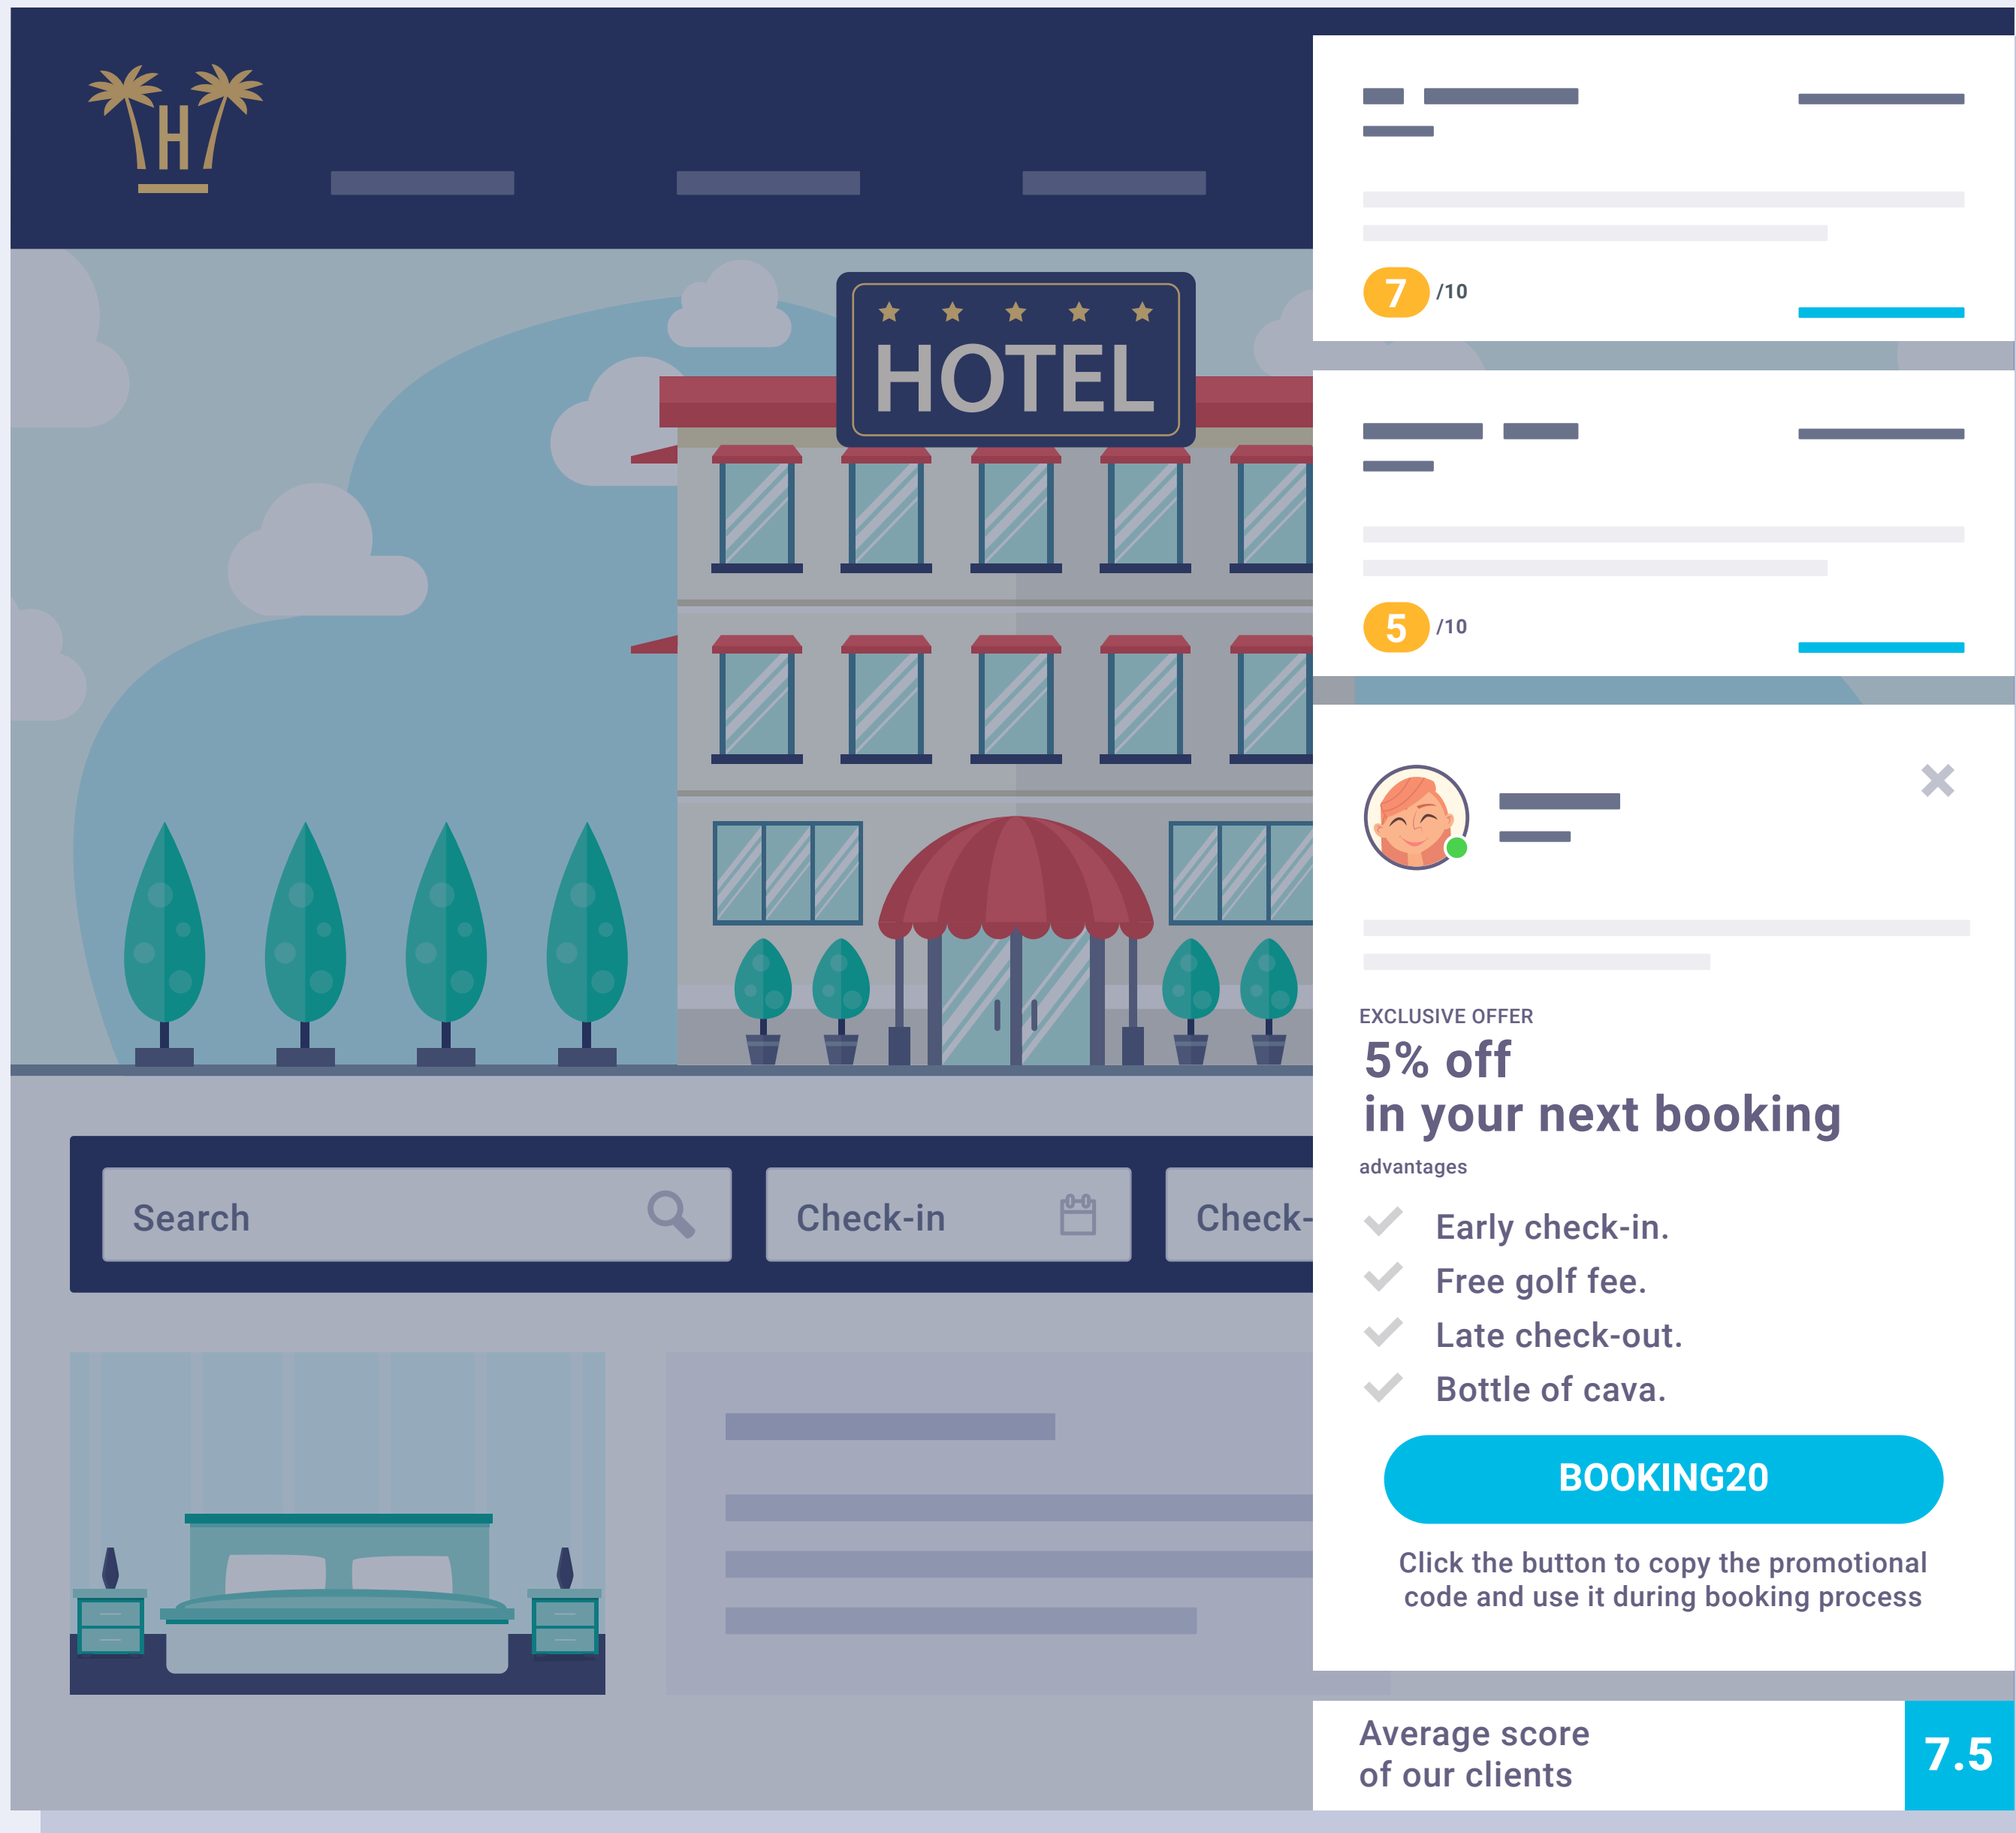 H
HOTEL
Search
Check-in
Check-
7 /10
5 /10
EXCLUSIVE OFFER
5% off
in your next booking
advantages
Early check-in.
Free golf fee.
Late check-out.
Bottle of cava.
BOOKING20
Click the button to copy the promotional
code and use it during booking process
Average score
of our clients
7.5